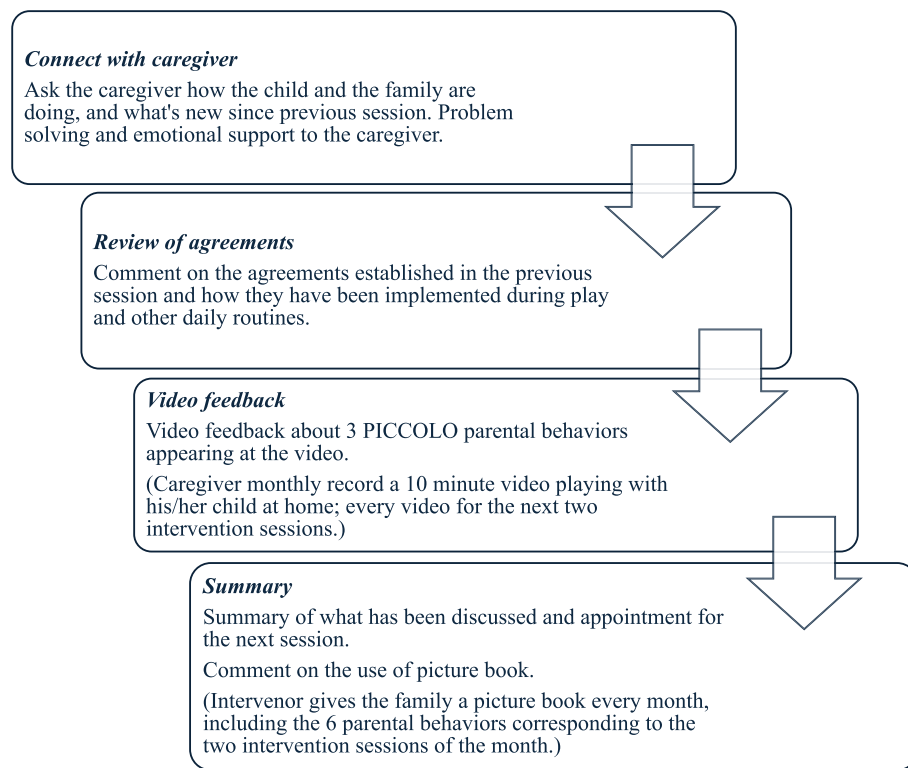 Connect with caregiver
Ask the caregiver how the child and the family are
doing, and what's new since previous session. Problem
solving and emotional support to the caregiver.
Review of agreements
Comment on the agreements established in the previous
session and how they have been implemented during play
and other daily routines.
Video feedback
Video feedback about 3 PICCOLO parental behaviors
appearing at the video.
(Caregiver monthly record a 10 minute video playing with
his/her child at home; every video for the next two
intervention sessions.)
Summary
Summary of what has been discussed and appointment for
the next session.
Comment on the use of picture book.
(Intervenor gives the family a picture book every month,
including the 6 parental behaviors corresponding to the
two intervention sessions of the month.)